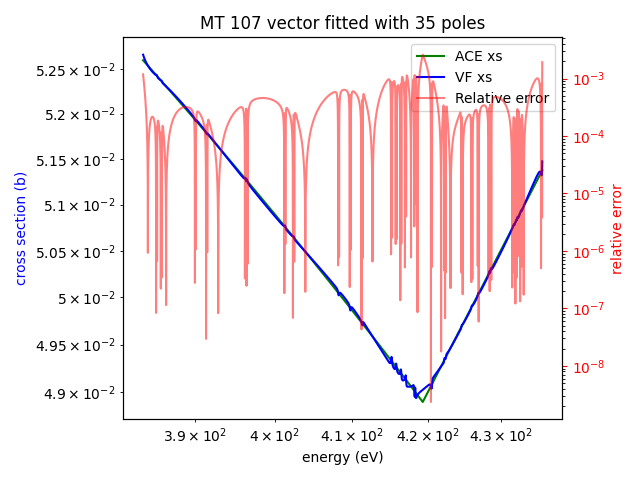 MT 107 vector fitted with 35 poles
ACE xs
VF xs
Relative error
5.25 × 10⁻²
5.2 × 10⁻²
5.15 × 10⁻²
5.1 × 10⁻²
5.05 × 10⁻²
5 × 10⁻²
4.95 × 10⁻²
4.9 × 10⁻²
cross section (b)
10⁻³
10⁻⁴
10⁻⁵
10⁻⁶
10⁻⁷
10⁻⁸
relative error
3.9 × 10² 4 × 10² 4.1 × 10² 4.2 × 10² 4.3 × 10²
energy (eV)